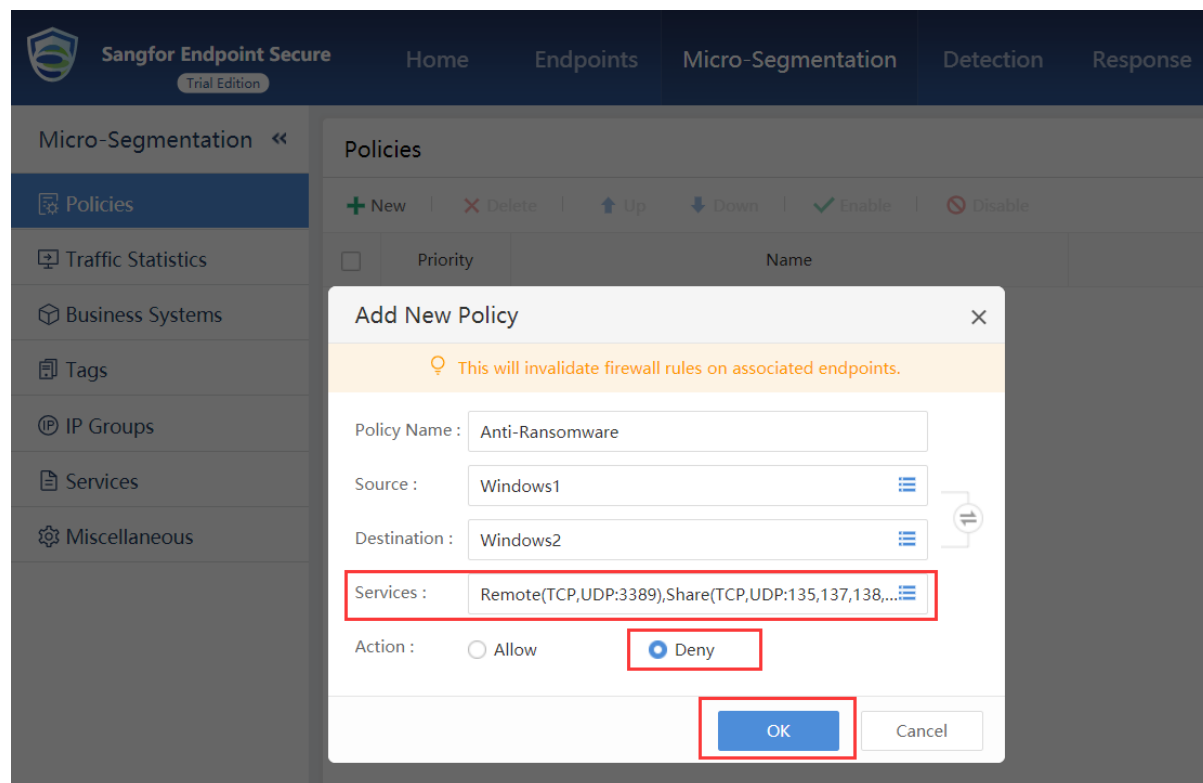 Sangfor Endpoint Secure
Trial Edition
Home Endpoints Micro-Segmentation Detection Response
Micro-Segmentation «
Policies
Traffic Statistics
Business Systems
Tags
IP Groups
Services
Miscellaneous
Policies
New Delete Up Down Enable Disable
Priority Name
Add New Policy
This will invalidate firewall rules on associated endpoints.
Policy Name : Anti-Ransomware
Source : Windows1
Destination : Windows2
Services : Remote(TCP,UDP:3389),Share(TCP,UDP:135,137,138,...
Action : Allow Deny
OK Cancel